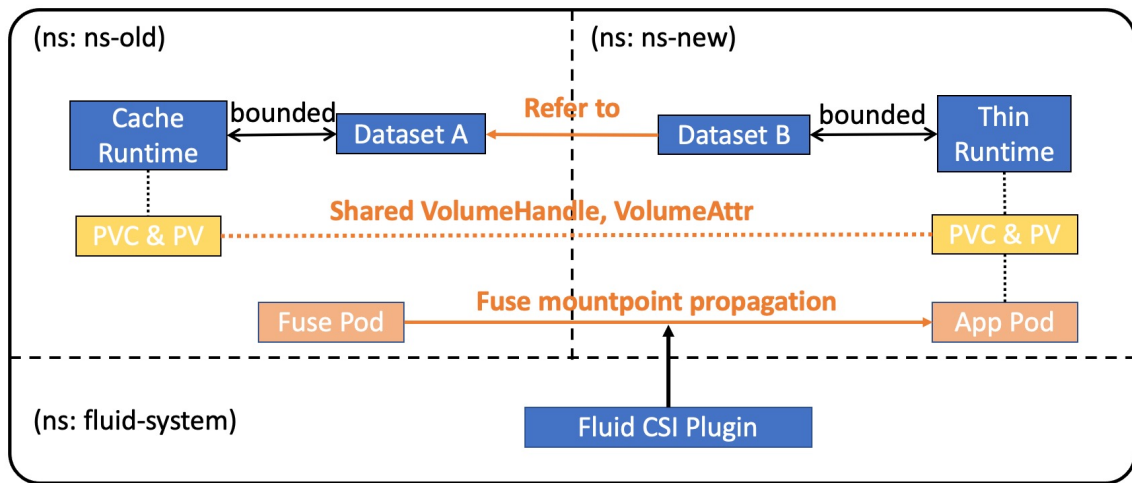 (ns: ns-old)
(ns: ns-new)
Cache
Runtime
bounded
Dataset A
Refer to
Dataset B
bounded
Thin
Runtime
Shared VolumeHandle, VolumeAttr
PVC & PV
PVC & PV
Fuse mountpoint propagation
Fuse Pod
App Pod
(ns: fluid-system)
Fluid CSI Plugin